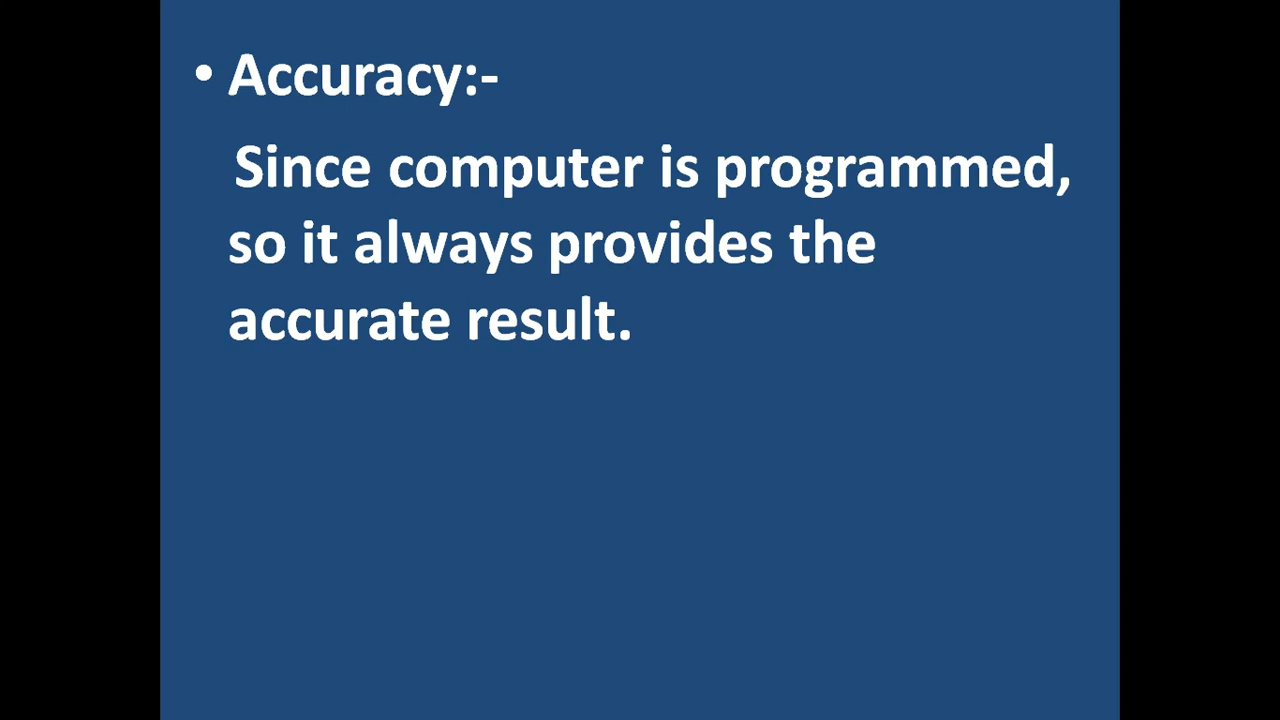 • Accuracy:-
Since computer is programmed,
so it always provides the
accurate result.